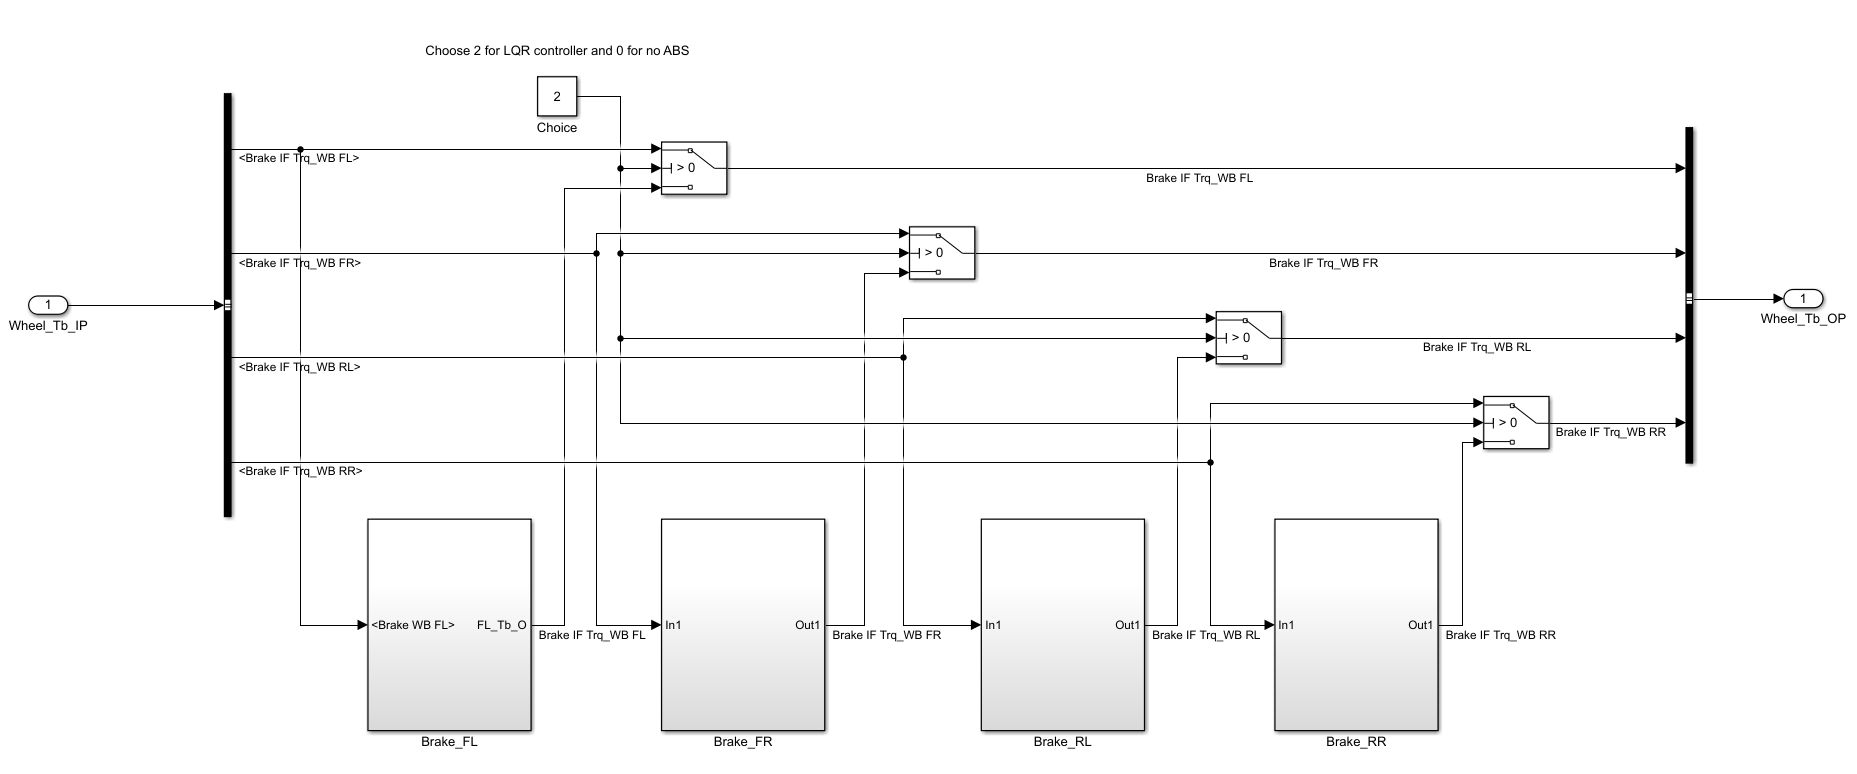 Choose 2 for LQR controller and 0 for no ABS
2
Choice
<Brake IF Trq_WB FL>
> 0
Brake IF Trq_WB FL
<Brake IF Trq_WB FR>
> 0
Brake IF Trq_WB FR
1
Wheel_Tb_IP
1
Wheel_Tb_OP
<Brake IF Trq_WB RL>
> 0
Brake IF Trq_WB RL
> 0
Brake IF Trq_WB RR
<Brake IF Trq_WB RR>
<Brake WB FL>
FL_Tb_O
Brake IF Trq_WB FL
In1
Out1
Brake IF Trq_WB FR
In1
Out1
Brake IF Trq_WB RL
In1
Out1
Brake IF Trq_WB RR
Brake_FL
Brake_FR
Brake_RL
Brake_RR